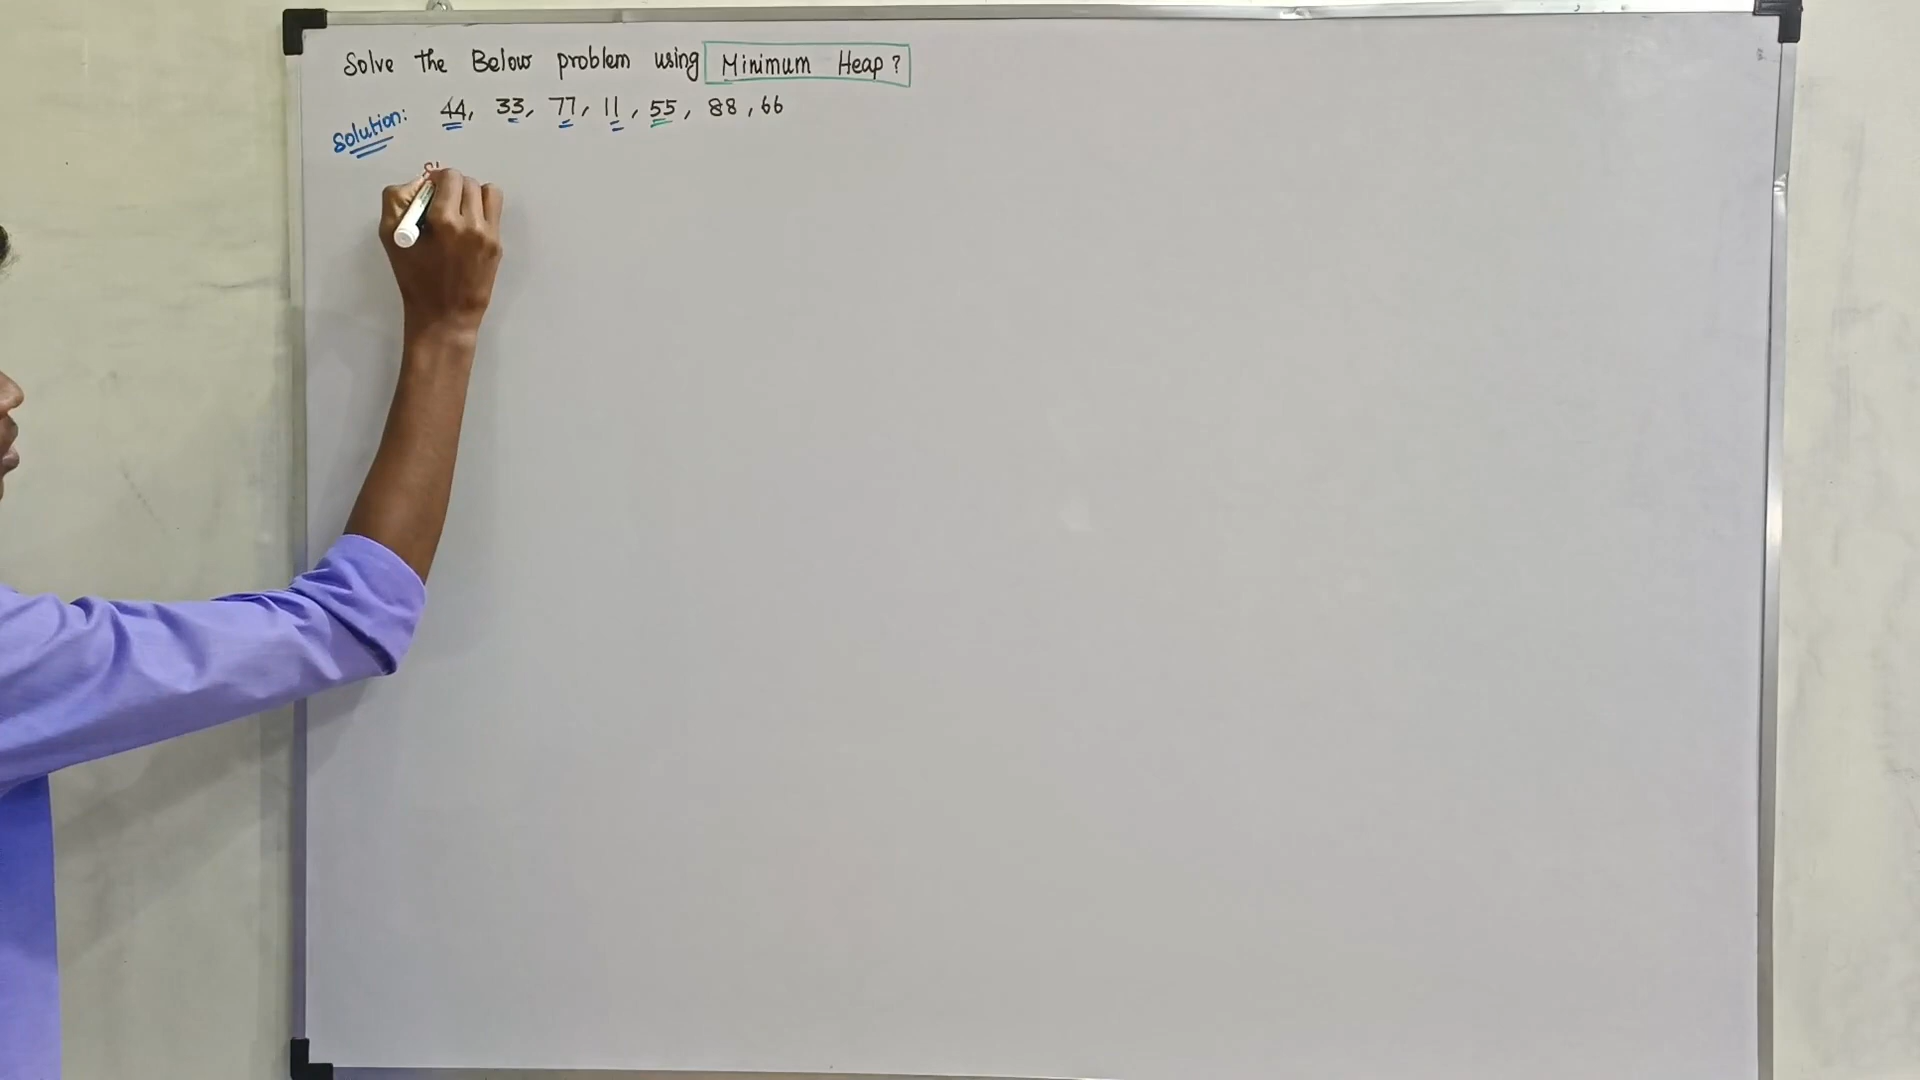 Solve the Below problem using Minimum Heap?
Solution: 44, 33, 77, 11, 55, 88, 66